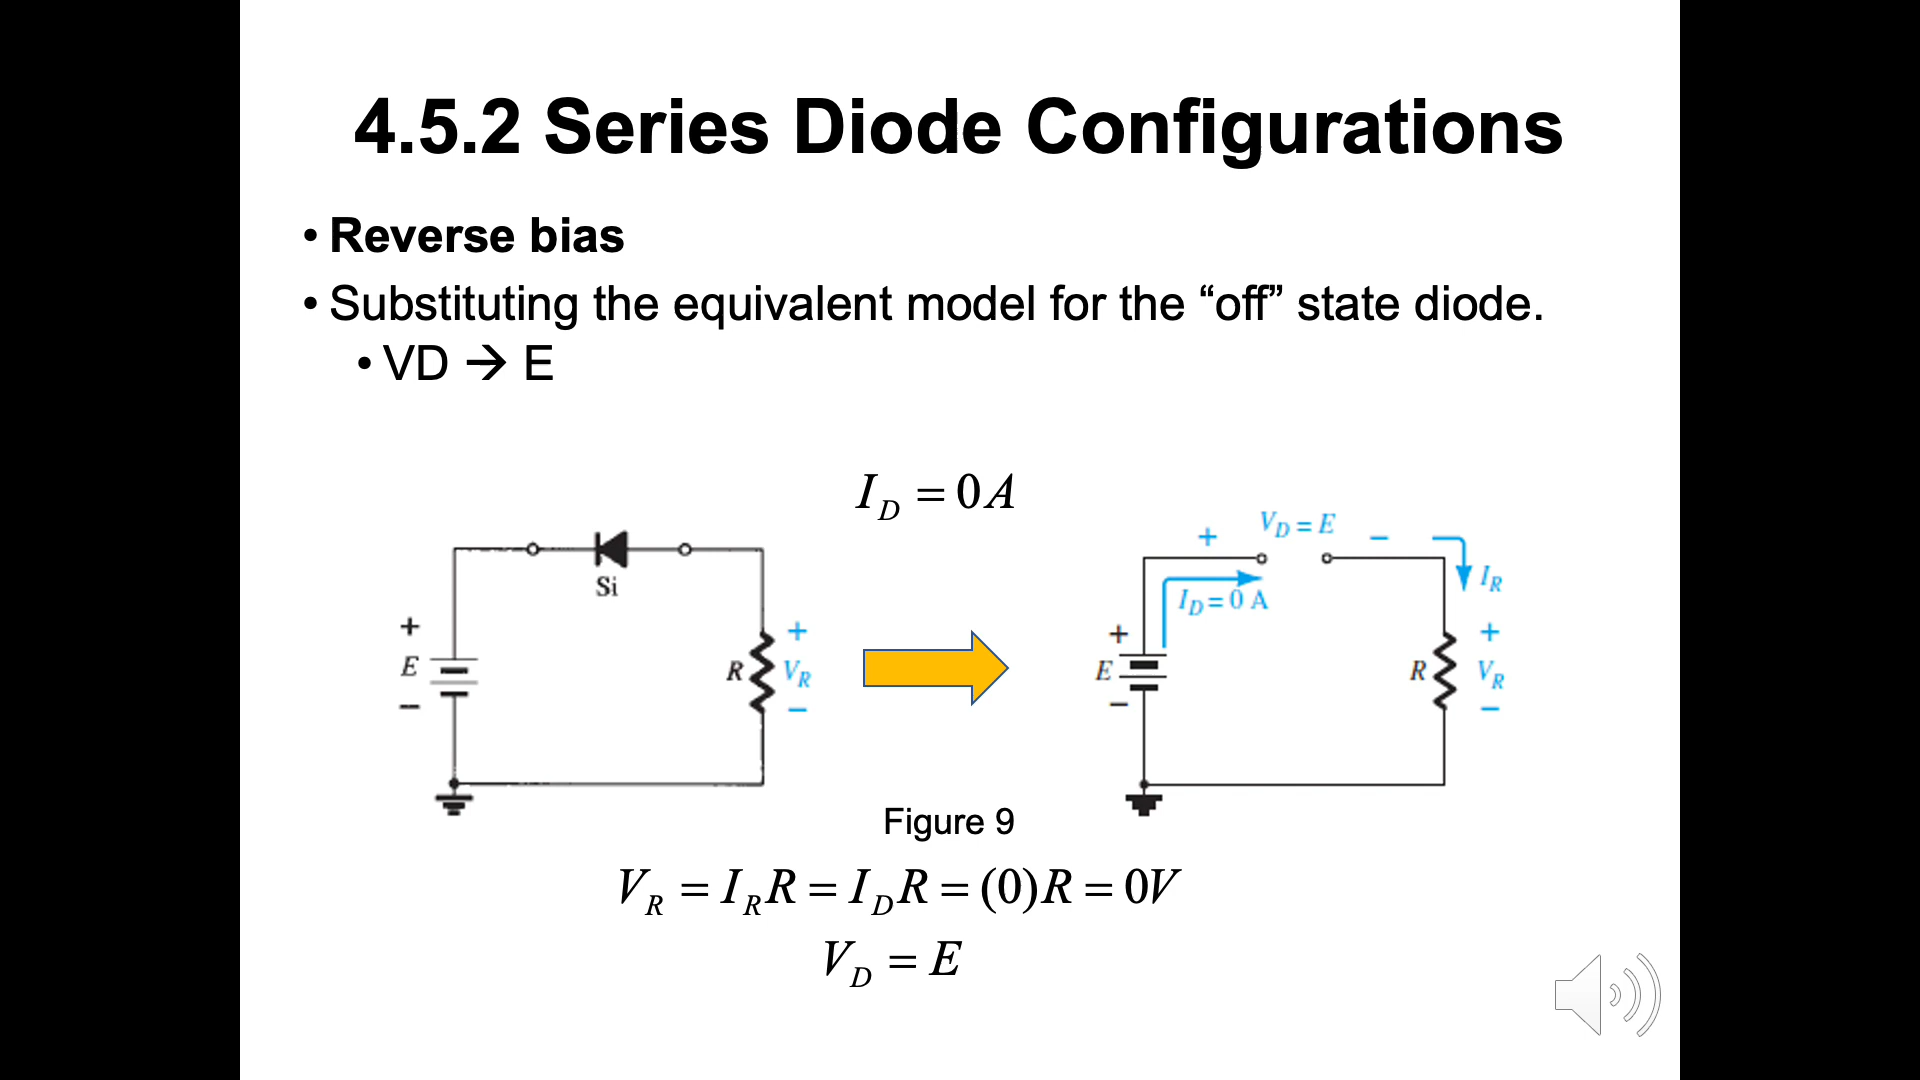 4.5.2 Series Diode Configurations
• Reverse bias
• Substituting the equivalent model for the “off” state diode.
• VD → E
I_D = 0A
Si
+
E
−
R
+
V_R
−
+ V_D = E −
I_D = 0 A
I_R
+
E
−
R
+
V_R
−
Figure 9
V_R = I_R R = I_D R = (0)R = 0V
V_D = E